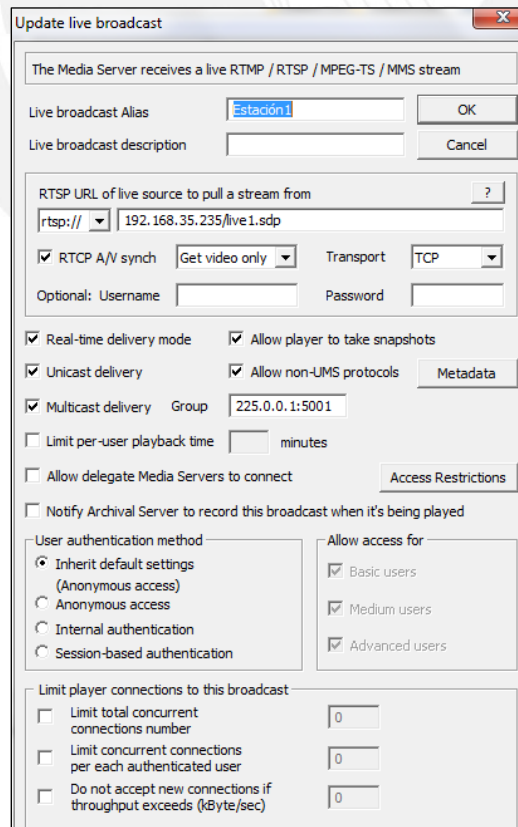 Update live broadcast
The Media Server receives a live RTMP / RTSP / MPEG-TS / MMS stream
Live broadcast Alias Estación1 OK
Live broadcast description Cancel
RTSP URL of live source to pull a stream from ?
rtsp:// 192.168.35.235/live1.sdp
RTCP A/V synch Get video only Transport TCP
Optional: Username Password
Real-time delivery mode Allow player to take snapshots
Unicast delivery Allow non-UMS protocols Metadata
Multicast delivery Group 225.0.0.1:5001
Limit per-user playback time minutes
Allow delegate Media Servers to connect Access Restrictions
Notify Archival Server to record this broadcast when it's being played
User authentication method Allow access for
Inherit default settings
(Anonymous access)
Basic users
Anonymous access
Medium users
Internal authentication
Advanced users
Session-based authentication
Limit player connections to this broadcast
Limit total concurrent
connections number 0
Limit concurrent connections
per each authenticated user 0
Do not accept new connections if
throughput exceeds (kByte/sec) 0